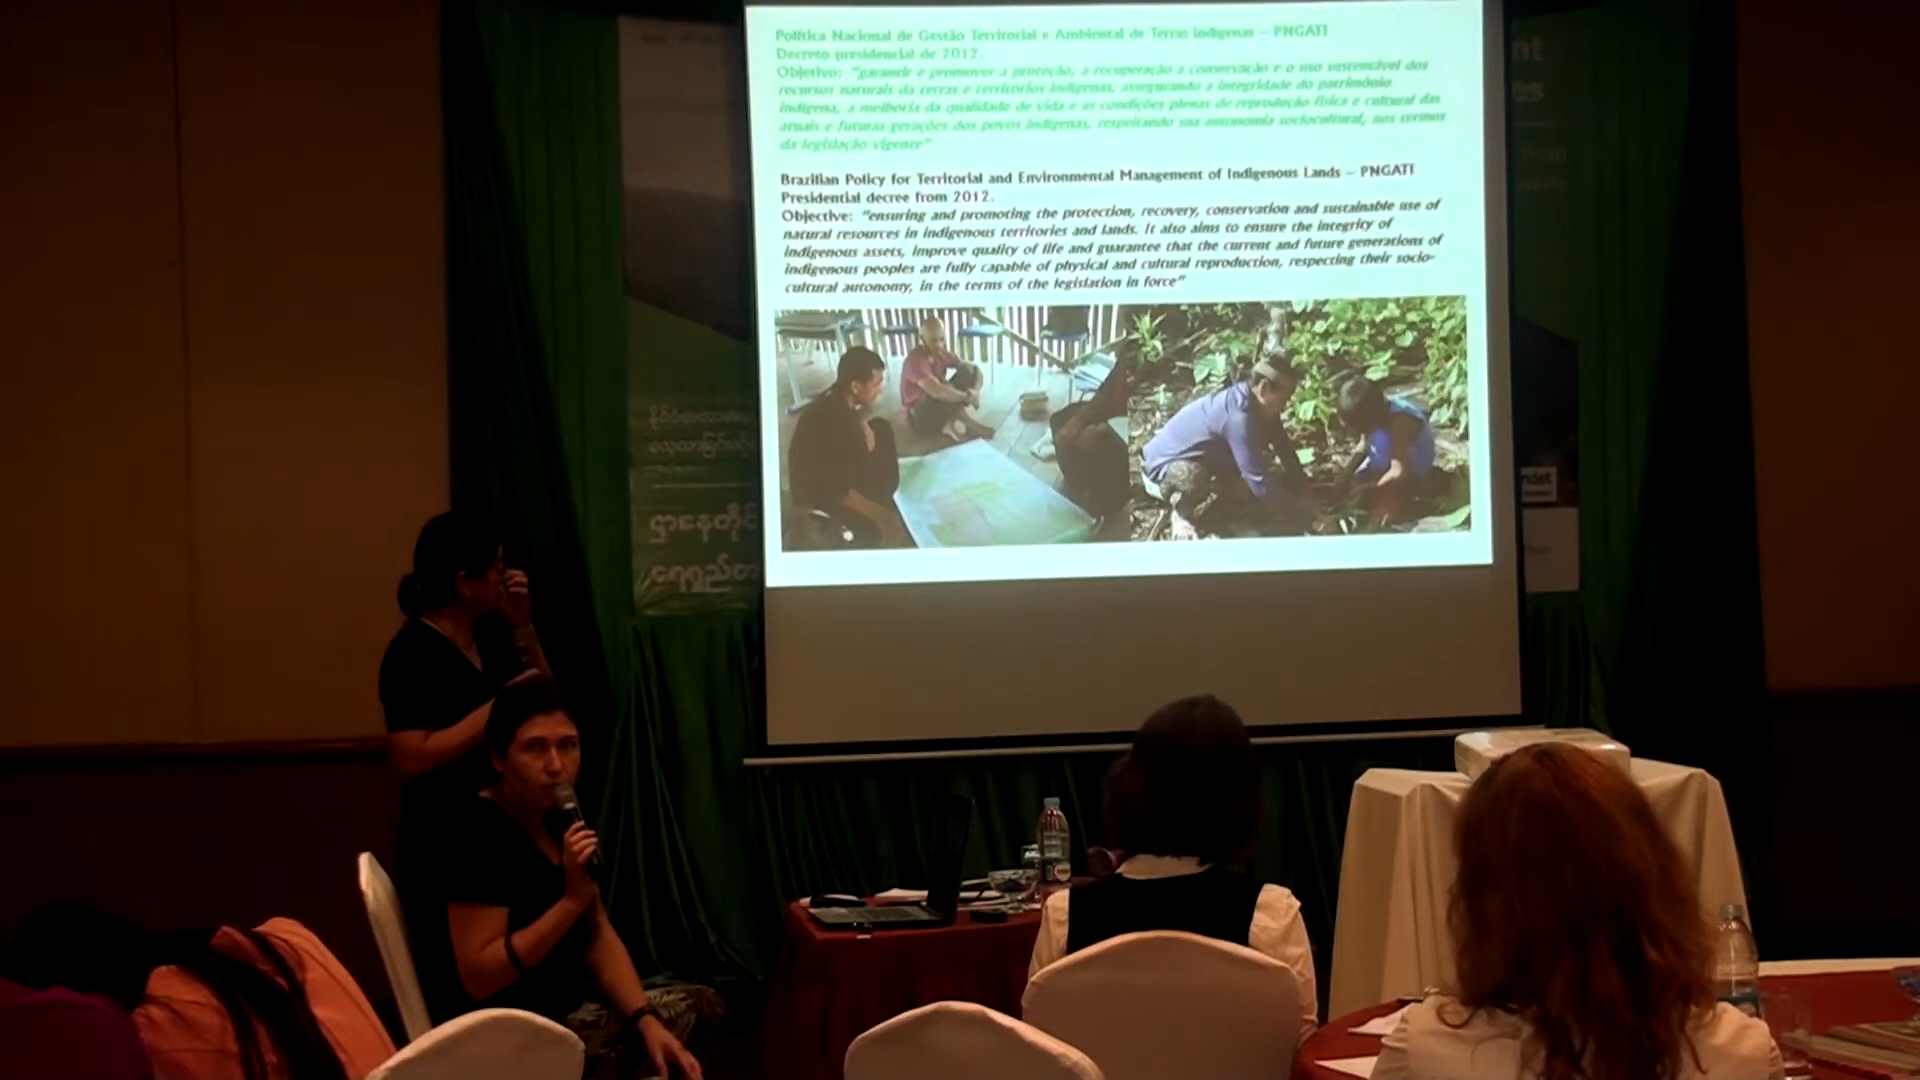 Política Nacional de Gestão Territorial e Ambiental de Terras Indígenas – PNGATI
Decreto presidencial de 2012.
Objetivo: "garantir e promover a proteção, a recuperação a conservação e o uso sustentável dos
recursos naturais da terras e territórios indígenas, assegurando a integridade do patrimônio
indígena, a melhoria da qualidade de vida e as condições plenas de reprodução física e cultural das
atuais e futuras gerações dos povos indígenas, respeitando sua autonomia sociocultural, nos termos
da legislação vigente"
Brazilian Policy for Territorial and Environmental Management of Indigenous Lands – PNGATI
Presidential decree from 2012.
Objective: "ensuring and promoting the protection, recovery, conservation and sustainable use of
natural resources in indigenous territories and lands. It also aims to ensure the integrity of
indigenous assets, improve quality of life and guarantee that the current and future generations of
indigenous peoples are fully capable of physical and cultural reproduction, respecting their socio-
cultural autonomy, in the terms of the legislation in force"